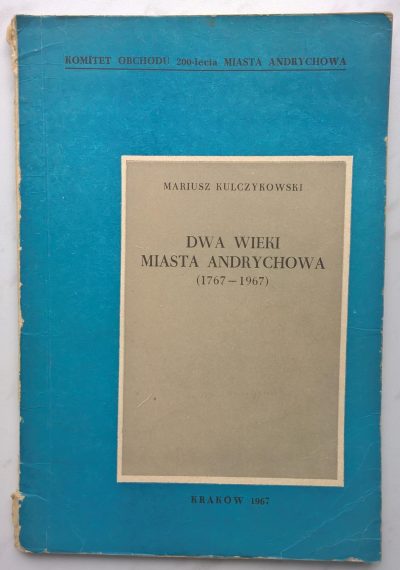 KOMITET OBCHODU 200-lecia MIASTA ANDRYCHOWA
MARIUSZ KULCZYKOWSKI
DWA WIEKI
MIASTA ANDRYCHOWA
(1767 — 1967)
KRAKÓW 1967